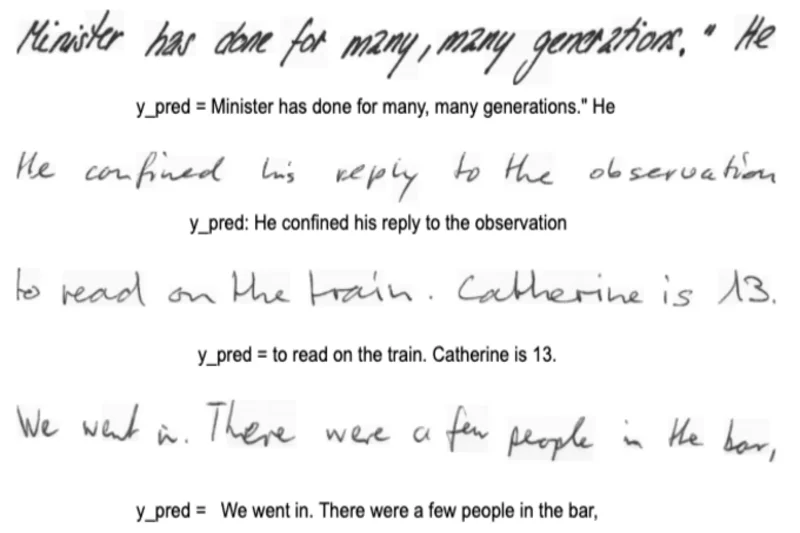 Minister has done for many, many generations." He
y_pred = Minister has done for many, many generations." He
He confined his reply to the observation
y_pred: He confined his reply to the observation
to read on the train. Catherine is 13.
y_pred = to read on the train. Catherine is 13.
We went in. There were a few people in the bar,
y_pred = We went in. There were a few people in the bar,